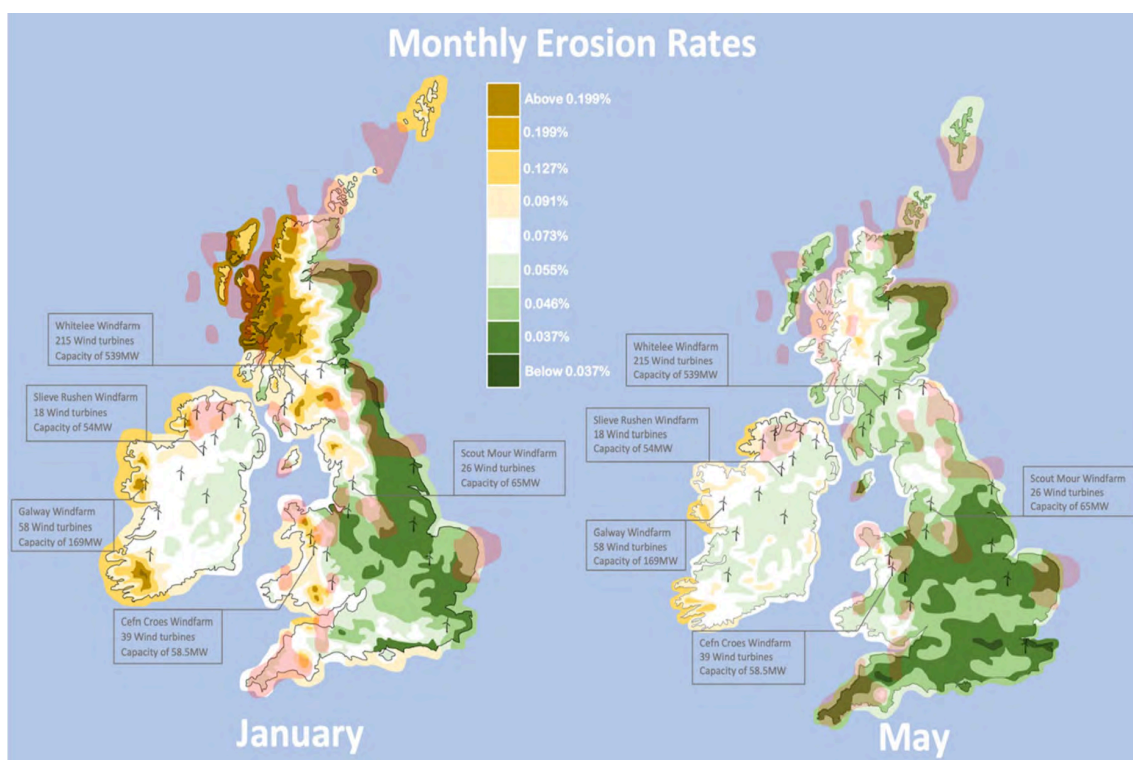 Monthly Erosion Rates
Above 0.199%
0.199%
0.127%
0.091%
0.073%
0.055%
0.046%
0.037%
Below 0.037%
Whitelee Windfarm
215 Wind turbines
Capacity of 539MW
Slieve Rushen Windfarm
18 Wind turbines
Capacity of 54MW
Scout Mour Windfarm
26 Wind turbines
Capacity of 65MW
Galway Windfarm
58 Wind turbines
Capacity of 169MW
Cefn Croes Windfarm
39 Wind turbines
Capacity of 58.5MW
January
Whitelee Windfarm
215 Wind turbines
Capacity of 539MW
Slieve Rushen Windfarm
18 Wind turbines
Capacity of 54MW
Scout Mour Windfarm
26 Wind turbines
Capacity of 65MW
Galway Windfarm
58 Wind turbines
Capacity of 169MW
Cefn Croes Windfarm
39 Wind turbines
Capacity of 58.5MW
May